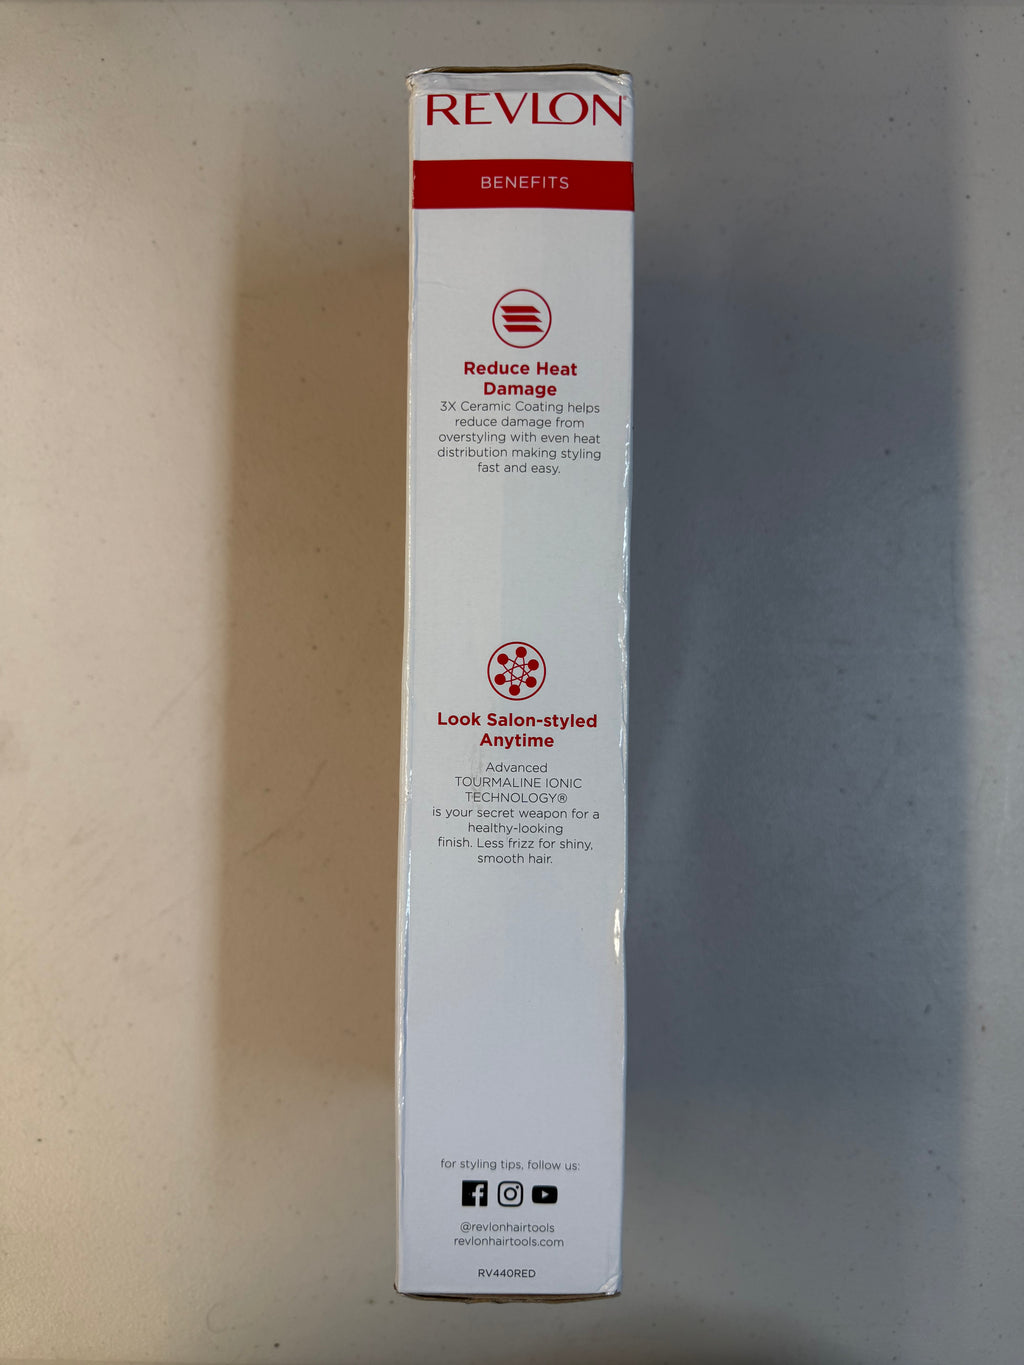 REVLON®
BENEFITS
Reduce Heat
Damage
3X Ceramic Coating helps
reduce damage from
overstyling with even heat
distribution making styling
fast and easy.
Look Salon-styled
Anytime
Advanced
TOURMALINE IONIC
TECHNOLOGY®
is your secret weapon for a
healthy-looking
finish. Less frizz for shiny,
smooth hair.
for styling tips, follow us:
@revlonhairtools
revlonhairtools.com
RV440RED